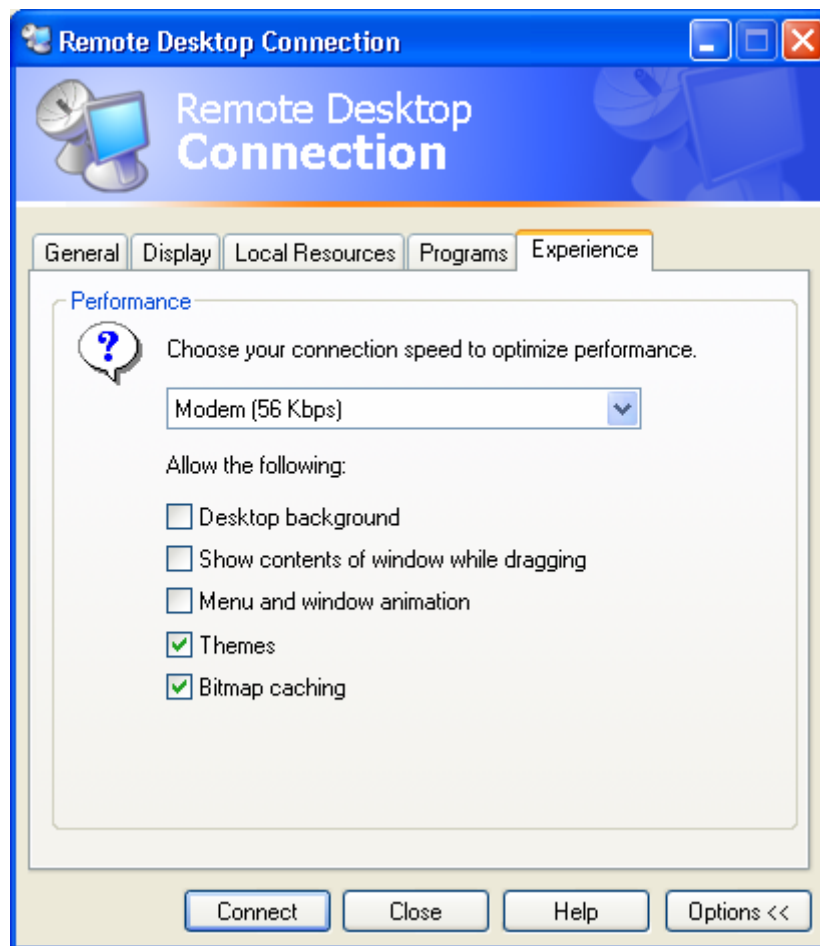 Remote Desktop Connection
Remote Desktop
Connection
General Display Local Resources Programs Experience
Performance
?
Choose your connection speed to optimize performance.
Modem (56 Kbps)
Allow the following:
Desktop background
Show contents of window while dragging
Menu and window animation
Themes
Bitmap caching
Connect Close Help Options <<